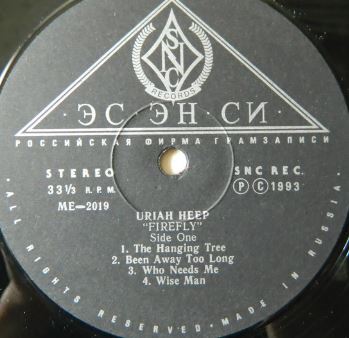 SNC
RECORDS
· ЭС ЭН СИ ·
РОССИЙСКАЯ ФИРМА ГРАМЗАПИСИ
STEREO
33⅓ R.P.M.
ME—2019
SNC REC.
Ⓟ Ⓒ 1993
URIAH HEEP
"FIREFLY"
Side One
1. The Hanging Tree
2. Been Away Too Long
3. Who Needs Me
4. Wise Man
· ALL RIGHTS RESERVED · MADE IN RUSSIA ·